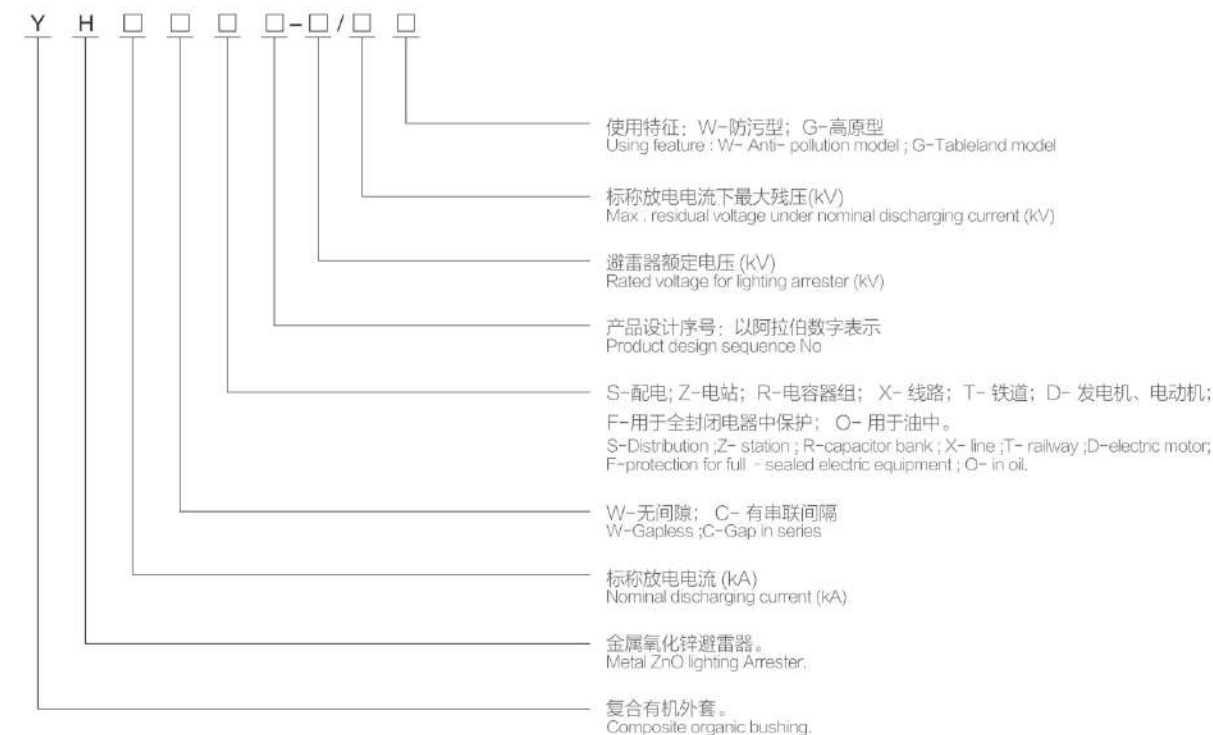 Y H □ □ □ □-□/□ □
使用特征：W-防污型；G-高原型
Using feature : W- Anti- pollution model ; G-Tableland model
标称放电电流下最大残压(kV)
Max . residual voltage under nominal discharging current (kV)
避雷器额定电压 (kV)
Rated voltage for lighting arrester (kV)
产品设计序号：以阿拉伯数字表示
Product design sequence No
S-配电; Z-电站；R-电容器组； X- 线路；T- 铁道；D- 发电机、电动机;
F-用于全封闭电器中保护； O- 用于油中。
S-Distribution ;Z- station ; R-capacitor bank ; X- line ;T- railway ;D-electric motor;
F-protection for full - sealed electric equipment ; O- in oil.
W-无间隙； C- 有串联间隔
W-Gapless ;C-Gap in series
标称放电电流 (kA)
Nominal discharging current (kA)
金属氧化锌避雷器。
Metal ZnO lighting Arrester.
复合有机外套。
Composite organic bushing.